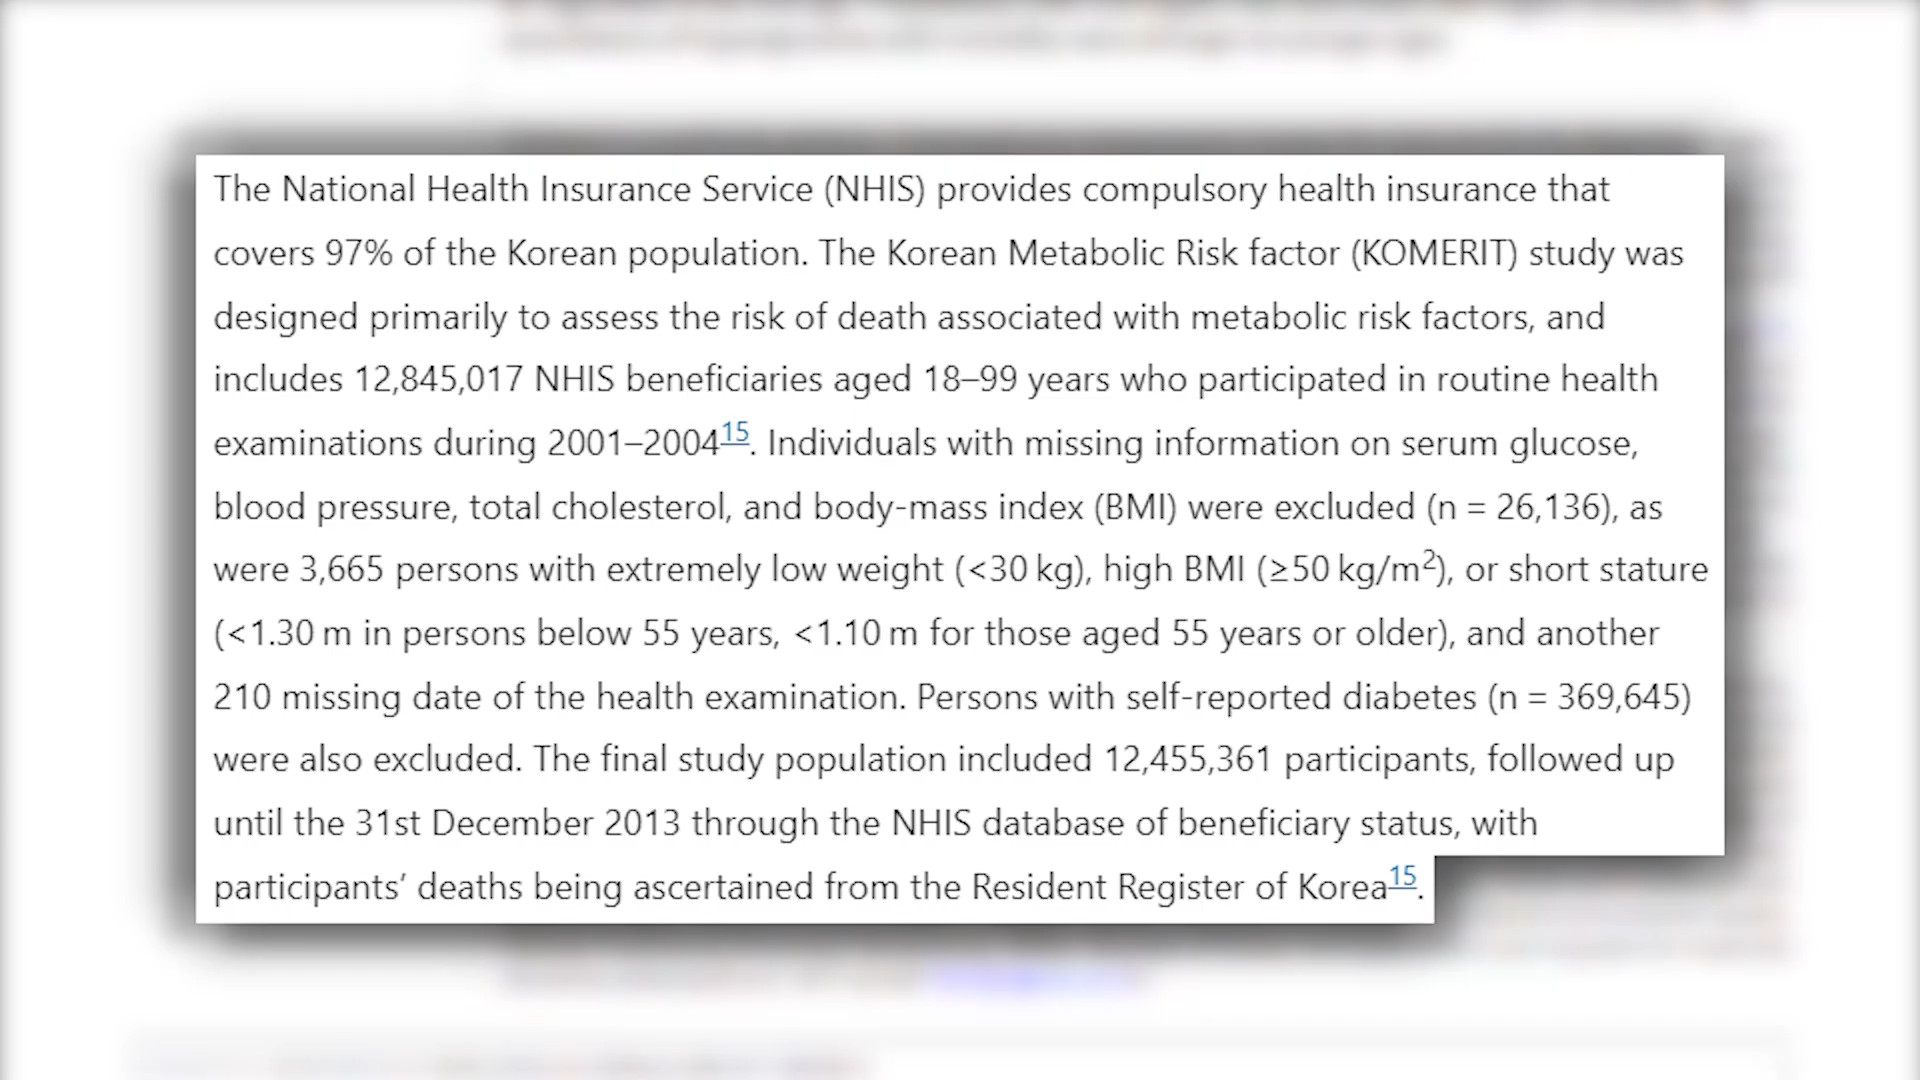 The National Health Insurance Service (NHIS) provides compulsory health insurance that
covers 97% of the Korean population. The Korean Metabolic Risk factor (KOMERIT) study was
designed primarily to assess the risk of death associated with metabolic risk factors, and
includes 12,845,017 NHIS beneficiaries aged 18–99 years who participated in routine health
examinations during 2001–2004¹⁵. Individuals with missing information on serum glucose,
blood pressure, total cholesterol, and body-mass index (BMI) were excluded (n = 26,136), as
were 3,665 persons with extremely low weight (<30 kg), high BMI (≥50 kg/m²), or short stature
(<1.30 m in persons below 55 years, <1.10 m for those aged 55 years or older), and another
210 missing date of the health examination. Persons with self-reported diabetes (n = 369,645)
were also excluded. The final study population included 12,455,361 participants, followed up
until the 31st December 2013 through the NHIS database of beneficiary status, with
participants’ deaths being ascertained from the Resident Register of Korea¹⁵.